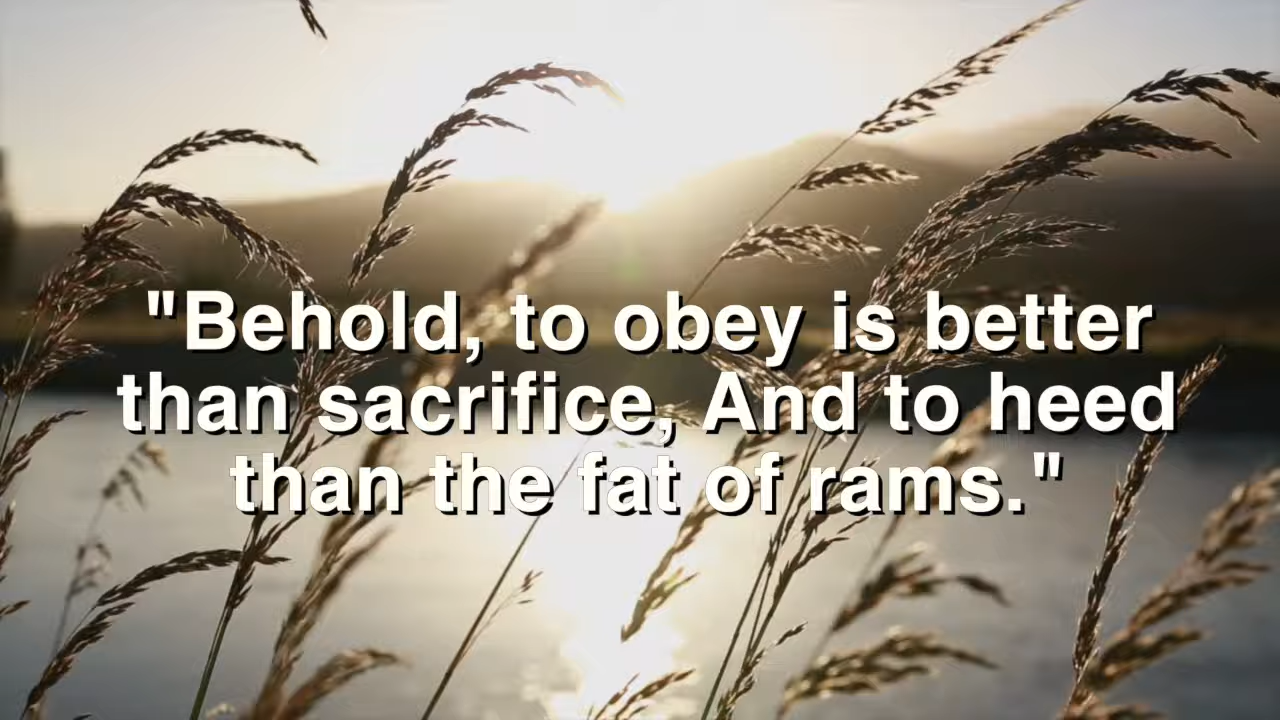 "Behold, to obey is better
than sacrifice, And to heed
than the fat of rams."